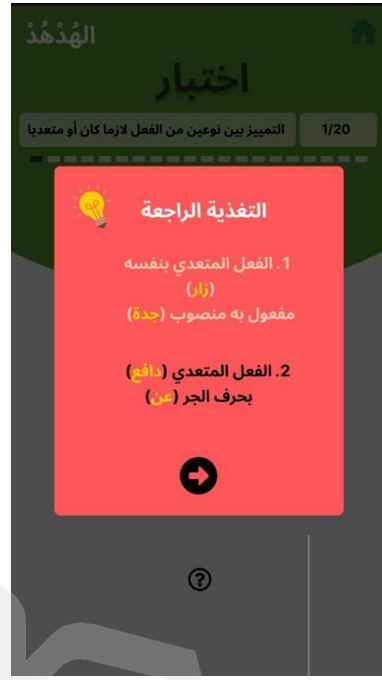 الهُدْهُدْ
اختبار
1/20
التمييز بين نوعين من الفعل لازما كان أو متعديا
التغذية الراجعة
1. الفعل المتعدي بنفسه
(زار)
مفعول به منصوب (جدة)
2. الفعل المتعدي (دافع)
بحرف الجر (عن)